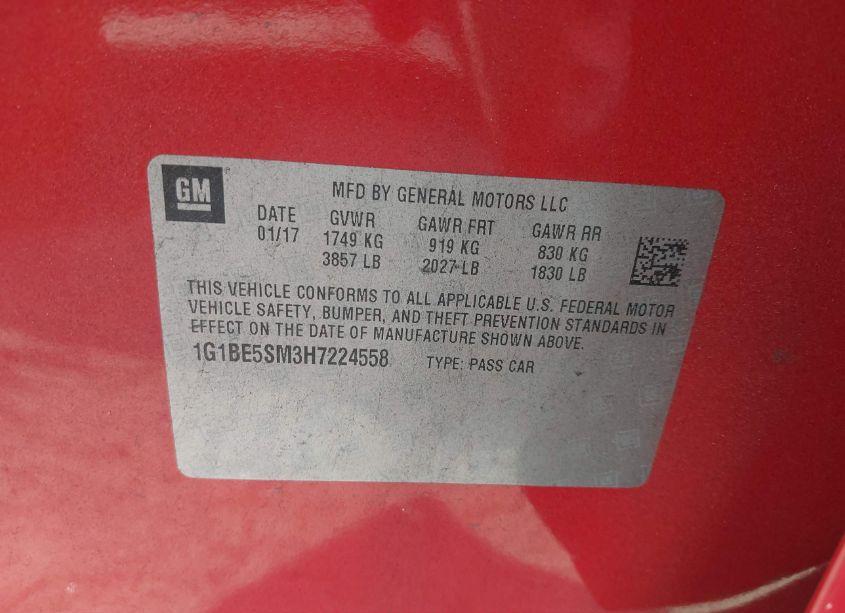 GM
MFD BY GENERAL MOTORS LLC
DATE GVWR GAWR FRT GAWR RR
01/17 1749 KG 919 KG 830 KG
3857 LB 2027 LB 1830 LB
THIS VEHICLE CONFORMS TO ALL APPLICABLE U.S. FEDERAL MOTOR
VEHICLE SAFETY, BUMPER, AND THEFT PREVENTION STANDARDS IN
EFFECT ON THE DATE OF MANUFACTURE SHOWN ABOVE.
1G1BE5SM3H7224558 TYPE: PASS CAR